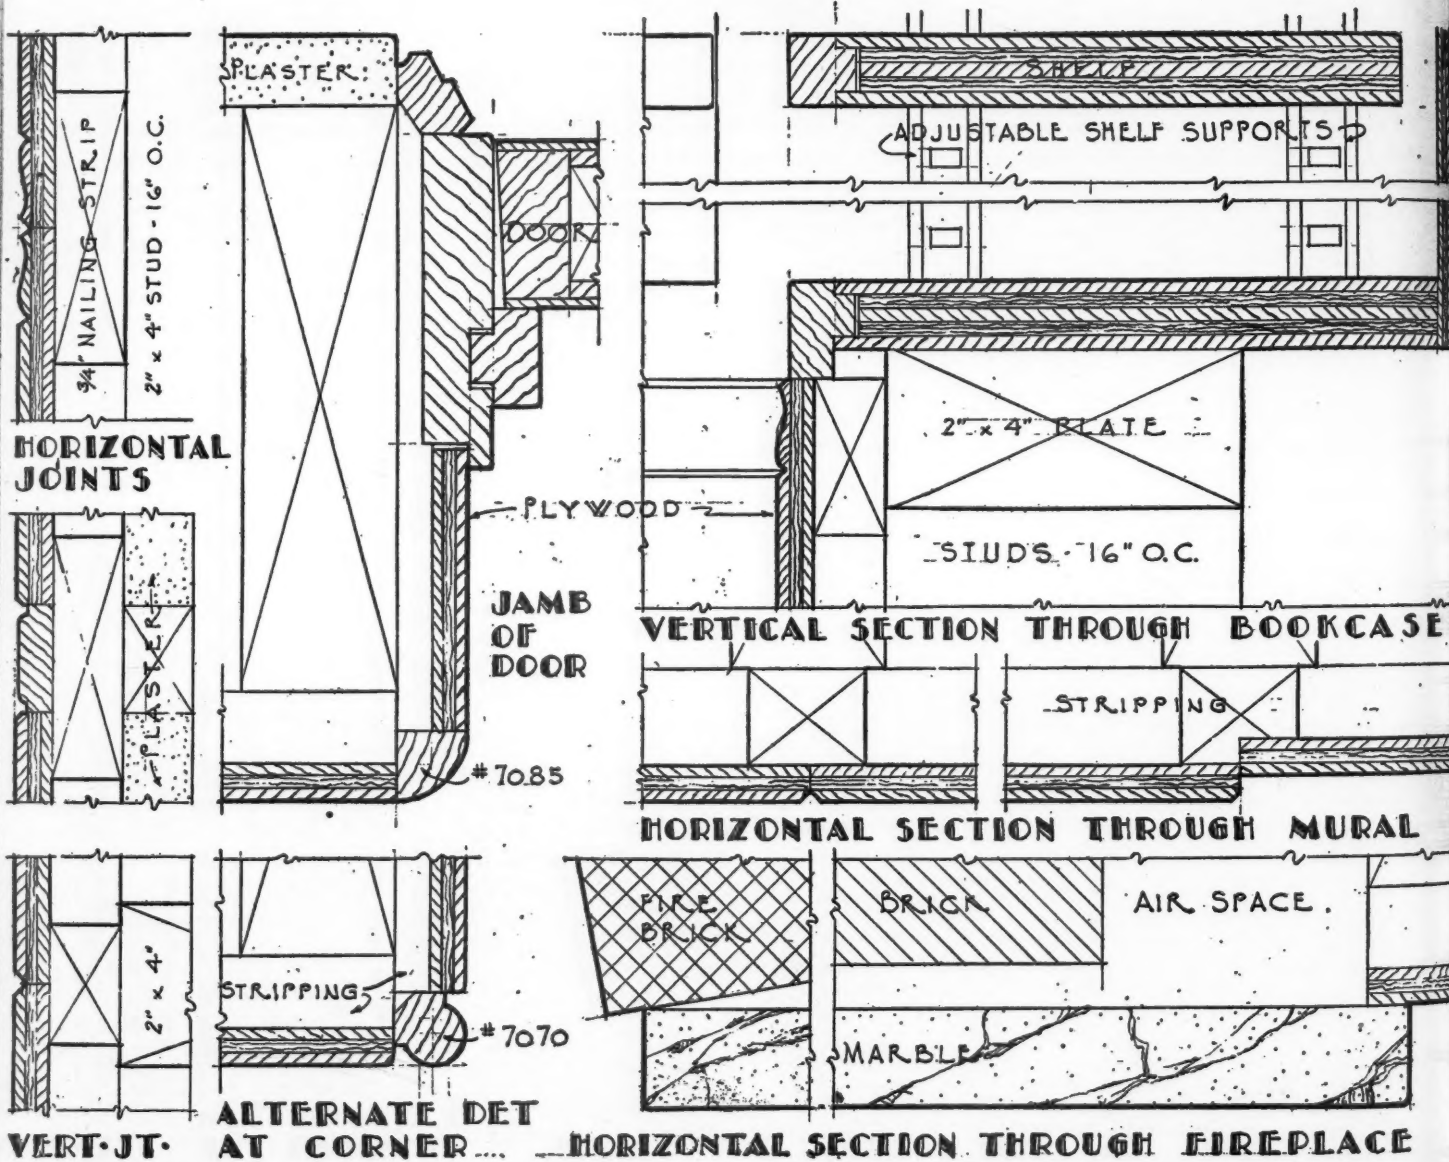 PLASTER.
SHELF
ADJUSTABLE SHELF SUPPORTS
3/4" NAILING STRIP
2" x 4" STUD - 16" O.C.
DOOR
HORIZONTAL
JOINTS
2" x 4" PLATE
PLYWOOD
STUDS - 16" O.C.
JAMB
OF
DOOR
VERTICAL SECTION THROUGH BOOKCASE
PLASTER
STRIPPING
#7085
HORIZONTAL SECTION THROUGH MURAL
FIRE
BRICK
BRICK
AIR SPACE.
2" x 4"
STRIPPING
#7070
MARBLE
VERT. JT.
ALTERNATE DET
AT CORNER....
HORIZONTAL SECTION THROUGH FIREPLACE